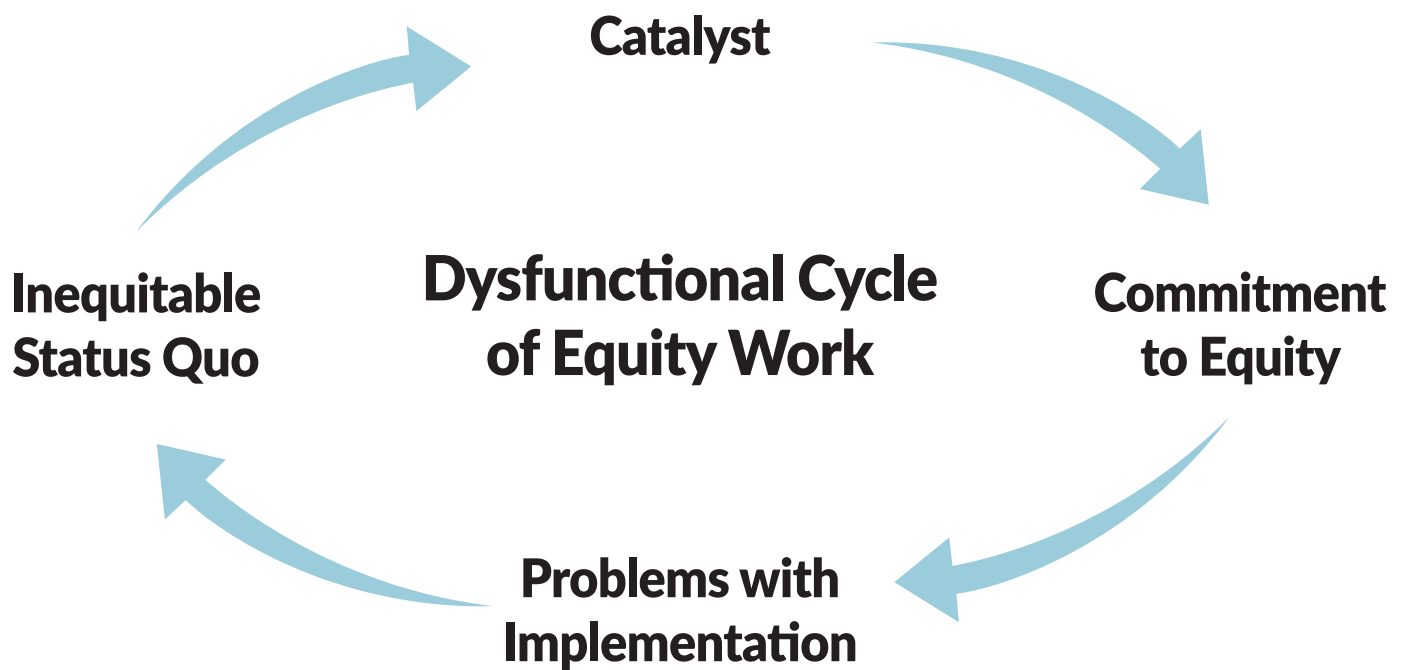 Catalyst
Dysfunctional Cycle
of Equity Work
Commitment
to Equity
Problems with
Implementation
Inequitable
Status Quo